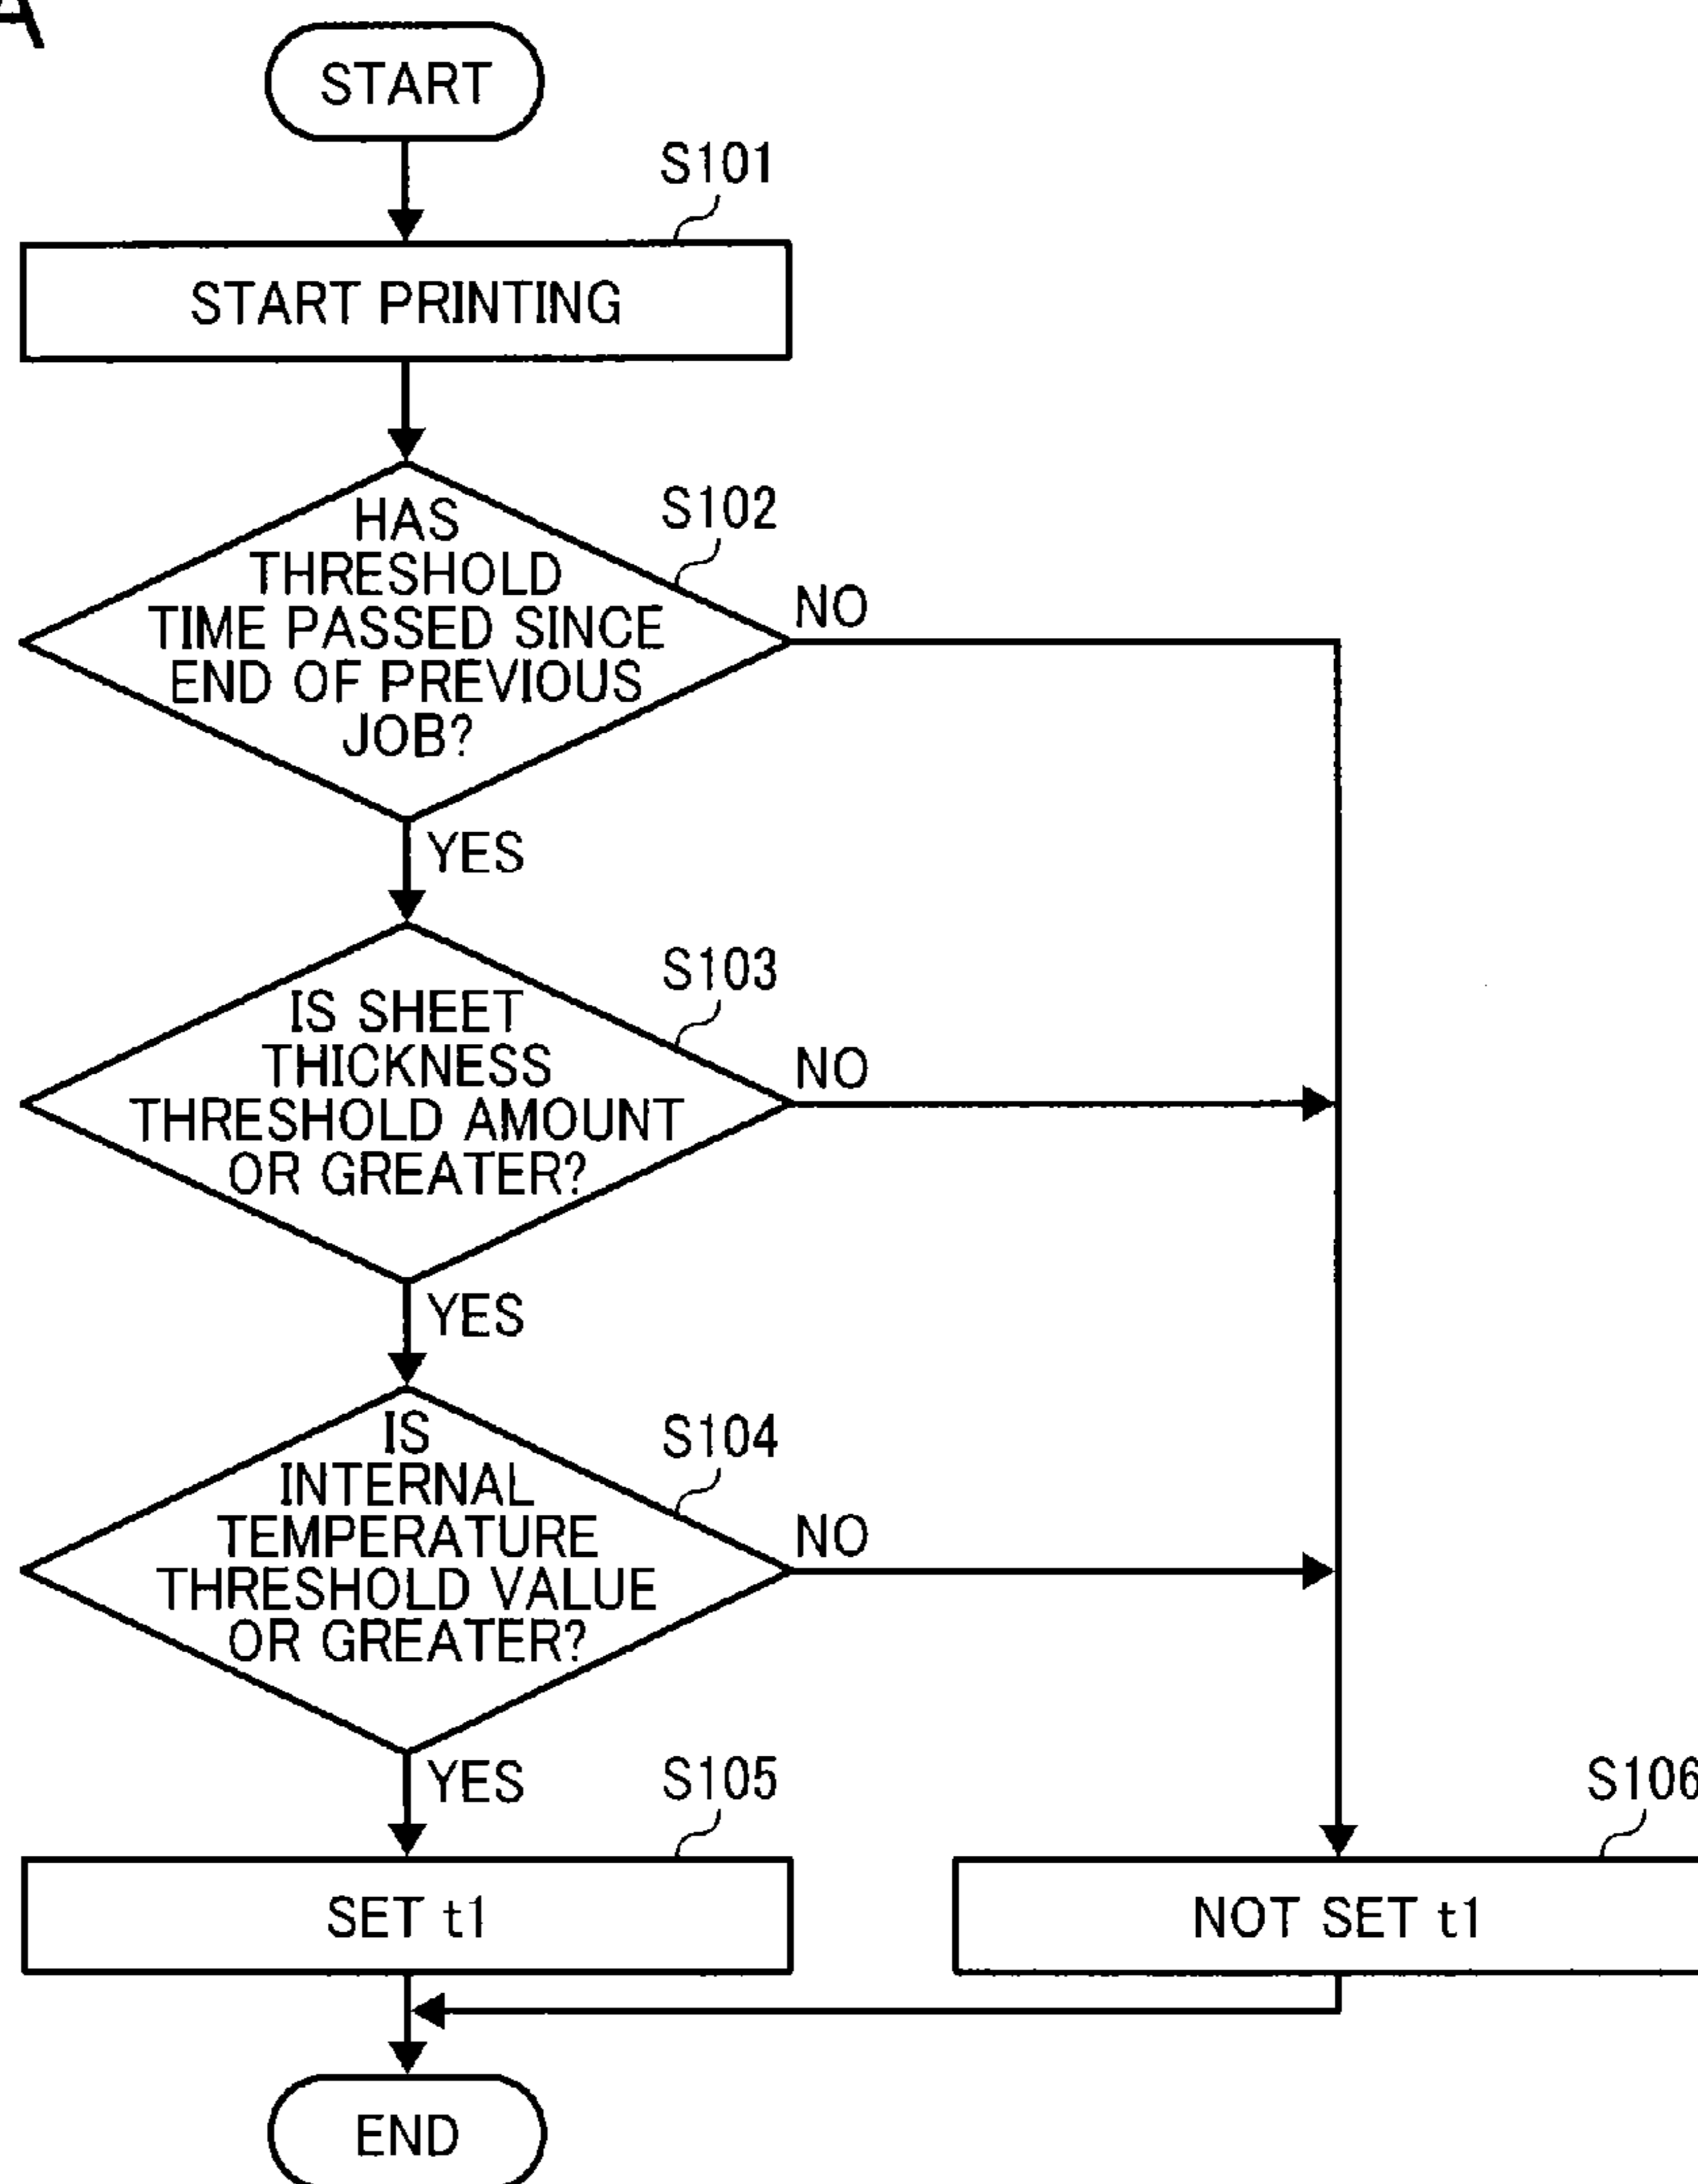 A
START
S101
START PRINTING
S102
HAS
THRESHOLD
TIME PASSED SINCE
END OF PREVIOUS
JOB?
NO
YES
S103
IS SHEET
THICKNESS
THRESHOLD AMOUNT
OR GREATER?
NO
YES
S104
IS
INTERNAL
TEMPERATURE
THRESHOLD VALUE
OR GREATER?
NO
YES
S105
SET t1
S106
NOT SET t1
END